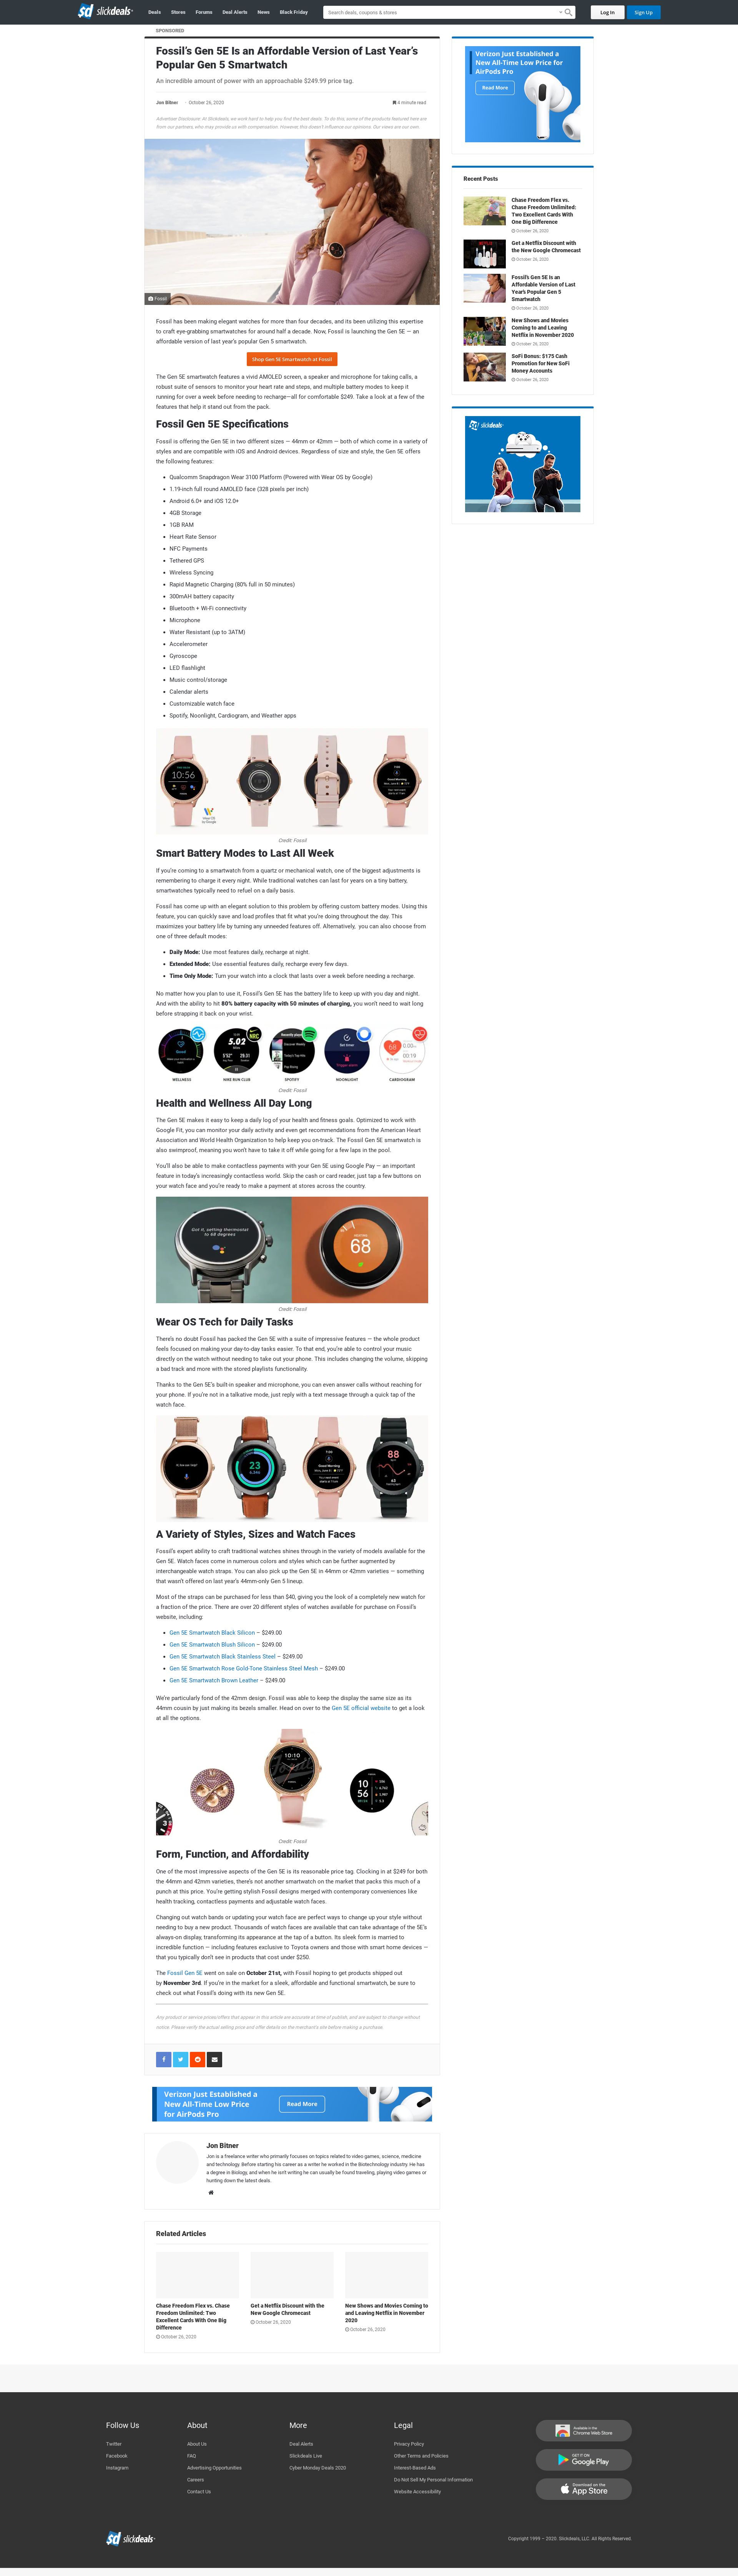 slickdeals
Deals Stores Forums Deal Alerts News Black Friday
Search deals, coupons & stores
Log In
Sign Up
SPONSORED
Fossil's Gen 5E Is an Affordable Version of Last Year's
Popular Gen 5 Smartwatch
An incredible amount of power with an approachable $249.99 price tag.
Jon Bitner - October 26, 2020
4 minute read
Advertiser Disclosure: At Slickdeals, we work hard to help you find the best deals. To do this, some of the products featured here are
from our partners, who may provide us with compensation. However, this doesn't influence our opinions. Our views are our own.
Fossil
Fossil has been making elegant watches for more than four decades, and its been utilizing this expertise
to craft eye-grabbing smartwatches for around half a decade. Now, Fossil is launching the Gen 5E — an
affordable version of last year's popular Gen 5 smartwatch.
Shop Gen 5E Smartwatch at Fossil
The Gen 5E smartwatch features a vivid AMOLED screen, a speaker and microphone for taking calls, a
robust suite of sensors to monitor your heart rate and steps, and multiple battery modes to keep it
running for over a week before needing to recharge—all for comfortable $249. Take a look at a few of the
features that help it stand out from the pack.
Fossil Gen 5E Specifications
Fossil is offering the Gen 5E in two different sizes — 44mm or 42mm — both of which come in a variety of
styles and are compatible with iOS and Android devices. Regardless of size and style, the Gen 5E offers
the following features:
Qualcomm Snapdragon Wear 3100 Platform (Powered with Wear OS by Google)
1.19-inch full round AMOLED face (328 pixels per inch)
Android 6.0+ and iOS 12.0+
4GB Storage
1GB RAM
Heart Rate Sensor
NFC Payments
Tethered GPS
Wireless Syncing
Rapid Magnetic Charging (80% full in 50 minutes)
300mAH battery capacity
Bluetooth + Wi-Fi connectivity
Microphone
Water Resistant (up to 3ATM)
Accelerometer
Gyroscope
LED flashlight
Music control/storage
Calendar alerts
Customizable watch face
Spotify, Noonlight, Cardiogram, and Weather apps
10:56
Wear OS
by Google
Good Morning
Credit: Fossil
Smart Battery Modes to Last All Week
If you're coming to a smartwatch from a quartz or mechanical watch, one of the biggest adjustments is
remembering to charge it every night. While traditional watches can last for years on a tiny battery,
smartwatches typically need to refuel on a daily basis.
Fossil has come up with an elegant solution to this problem by offering custom battery modes. Using this
feature, you can quickly save and load profiles that fit what you're doing throughout the day. This
maximizes your battery life by turning any unneeded features off. Alternatively, you can also choose from
one of three default modes:
Daily Mode: Use most features daily, recharge at night.
Extended Mode: Use essential features daily, recharge every few days.
Time Only Mode: Turn your watch into a clock that lasts over a week before needing a recharge.
No matter how you plan to use it, Fossil's Gen 5E has the battery life to keep up with you day and night.
And with the ability to hit 80% battery capacity with 50 minutes of charging, you won't need to wait long
before strapping it back on your wrist.
5.02
NRC
68
00:19
WELLNESS NIKE RUN CLUB SPOTIFY NOONLIGHT CARDIOGRAM
Credit: Fossil
Health and Wellness All Day Long
The Gen 5E makes it easy to keep a daily log of your health and fitness goals. Optimized to work with
Google Fit, you can monitor your daily activity and even get recommendations from the American Heart
Association and World Health Organization to help keep you on-track. The Fossil Gen 5E smartwatch is
also swimproof, meaning you won't have to take it off while going for a few laps in the pool.
You'll also be able to make contactless payments with your Gen 5E using Google Pay — an important
feature in today's increasingly contactless world. Skip the cash or card reader, just tap a few buttons on
your watch face and you're ready to make a payment at stores across the country.
Got it, setting thermostat
to 68 degrees
68
Credit: Fossil
Wear OS Tech for Daily Tasks
There's no doubt Fossil has packed the Gen 5E with a suite of impressive features — the whole product
feels focused on making your day-to-day tasks easier. To that end, you're able to control your music
directly on the watch without needing to take out your phone. This includes changing the volume, skipping
a bad track and more with the stored playlists functionality.
Thanks to the Gen 5E's built-in speaker and microphone, you can even answer calls without reaching for
your phone. If you're not in a talkative mode, just reply with a text message through a quick tap of the
watch face.
Hi, how can I help?
23
Good Morning
88
A Variety of Styles, Sizes and Watch Faces
Fossil's expert ability to craft traditional watches shines through in the variety of models available for the
Gen 5E. Watch faces come in numerous colors and styles which can be further augmented by
interchangeable watch straps. You can also pick up the Gen 5E in 44mm or 42mm varieties — something
that wasn't offered on last year's 44mm-only Gen 5 lineup.
Most of the straps can be purchased for less than $40, giving you the look of a completely new watch for
a fraction of the price. There are over 20 different styles of watches available for purchase on Fossil's
website, including:
Gen 5E Smartwatch Black Silicon – $249.00
Gen 5E Smartwatch Blush Silicon – $249.00
Gen 5E Smartwatch Black Stainless Steel – $249.00
Gen 5E Smartwatch Rose Gold-Tone Stainless Steel Mesh – $249.00
Gen 5E Smartwatch Brown Leather – $249.00
We're particularly fond of the 42mm design. Fossil was able to keep the display the same size as its
44mm cousin by just making its bezels smaller. Head on over to the Gen 5E official website to get a look
at all the options.
10:10
Fossil
10
56
3
Credit: Fossil
Form, Function, and Affordability
One of the most impressive aspects of the Gen 5E is its reasonable price tag. Clocking in at $249 for both
the 44mm and 42mm varieties, there's not another smartwatch on the market that packs this much of a
punch at this price. You're getting stylish Fossil designs merged with contemporary conveniences like
health tracking, contactless payments and adjustable watch faces.
Changing out watch bands or updating your watch face are perfect ways to change up your style without
needing to buy a new product. Thousands of watch faces are available that can take advantage of the 5E's
always-on display, transforming its appearance at the tap of a button. Its sleek form is married to
incredible function — including features exclusive to Toyota owners and those with smart home devices —
that you typically don't see in products that cost under $250.
The Fossil Gen 5E went on sale on October 21st, with Fossil hoping to get products shipped out
by November 3rd. If you're in the market for a sleek, affordable and functional smartwatch, be sure to
check out what Fossil's doing with its new Gen 5E.
Any product or service prices/offers that appear in this article are accurate at time of publish, and are subject to change without
notice. Please verify the actual selling price and offer details on the merchant's site before making a purchase.
Verizon Just Established a
New All-Time Low Price
for AirPods Pro
Read More
Jon Bitner
Jon is a freelance writer who primarily focuses on topics related to video games, science, medicine
and technology. Before starting his career as a writer he worked in the Biotechnology industry. He has
a degree in Biology, and when he isn't writing he can usually be found traveling, playing video games or
hunting down the latest deals.
Related Articles
Chase Freedom Flex vs. Chase
Freedom Unlimited: Two
Excellent Cards With One Big
Difference
October 26, 2020
Get a Netflix Discount with the
New Google Chromecast
October 26, 2020
New Shows and Movies Coming to
and Leaving Netflix in November
2020
October 26, 2020
Verizon Just Established a
New All-Time Low Price for
AirPods Pro
Read More
Recent Posts
Chase Freedom Flex vs.
Chase Freedom Unlimited:
Two Excellent Cards With
One Big Difference
October 26, 2020
Get a Netflix Discount with
the New Google Chromecast
October 26, 2020
Fossil's Gen 5E Is an
Affordable Version of Last
Year's Popular Gen 5
Smartwatch
October 26, 2020
New Shows and Movies
Coming to and Leaving
Netflix in November 2020
October 26, 2020
SoFi Bonus: $175 Cash
Promotion for New SoFi
Money Accounts
October 26, 2020
slickdeals
Follow Us
Twitter
Facebook
Instagram
About
About Us
FAQ
Advertising Opportunities
Careers
Contact Us
More
Deal Alerts
Slickdeals Live
Cyber Monday Deals 2020
Legal
Privacy Policy
Other Terms and Policies
Interest-Based Ads
Do Not Sell My Personal Information
Website Accessibility
Available in the
Chrome Web Store
GET IT ON
Google Play
Download on the
App Store
slickdeals
Copyright 1999 – 2020. Slickdeals, LLC. All Rights Reserved.